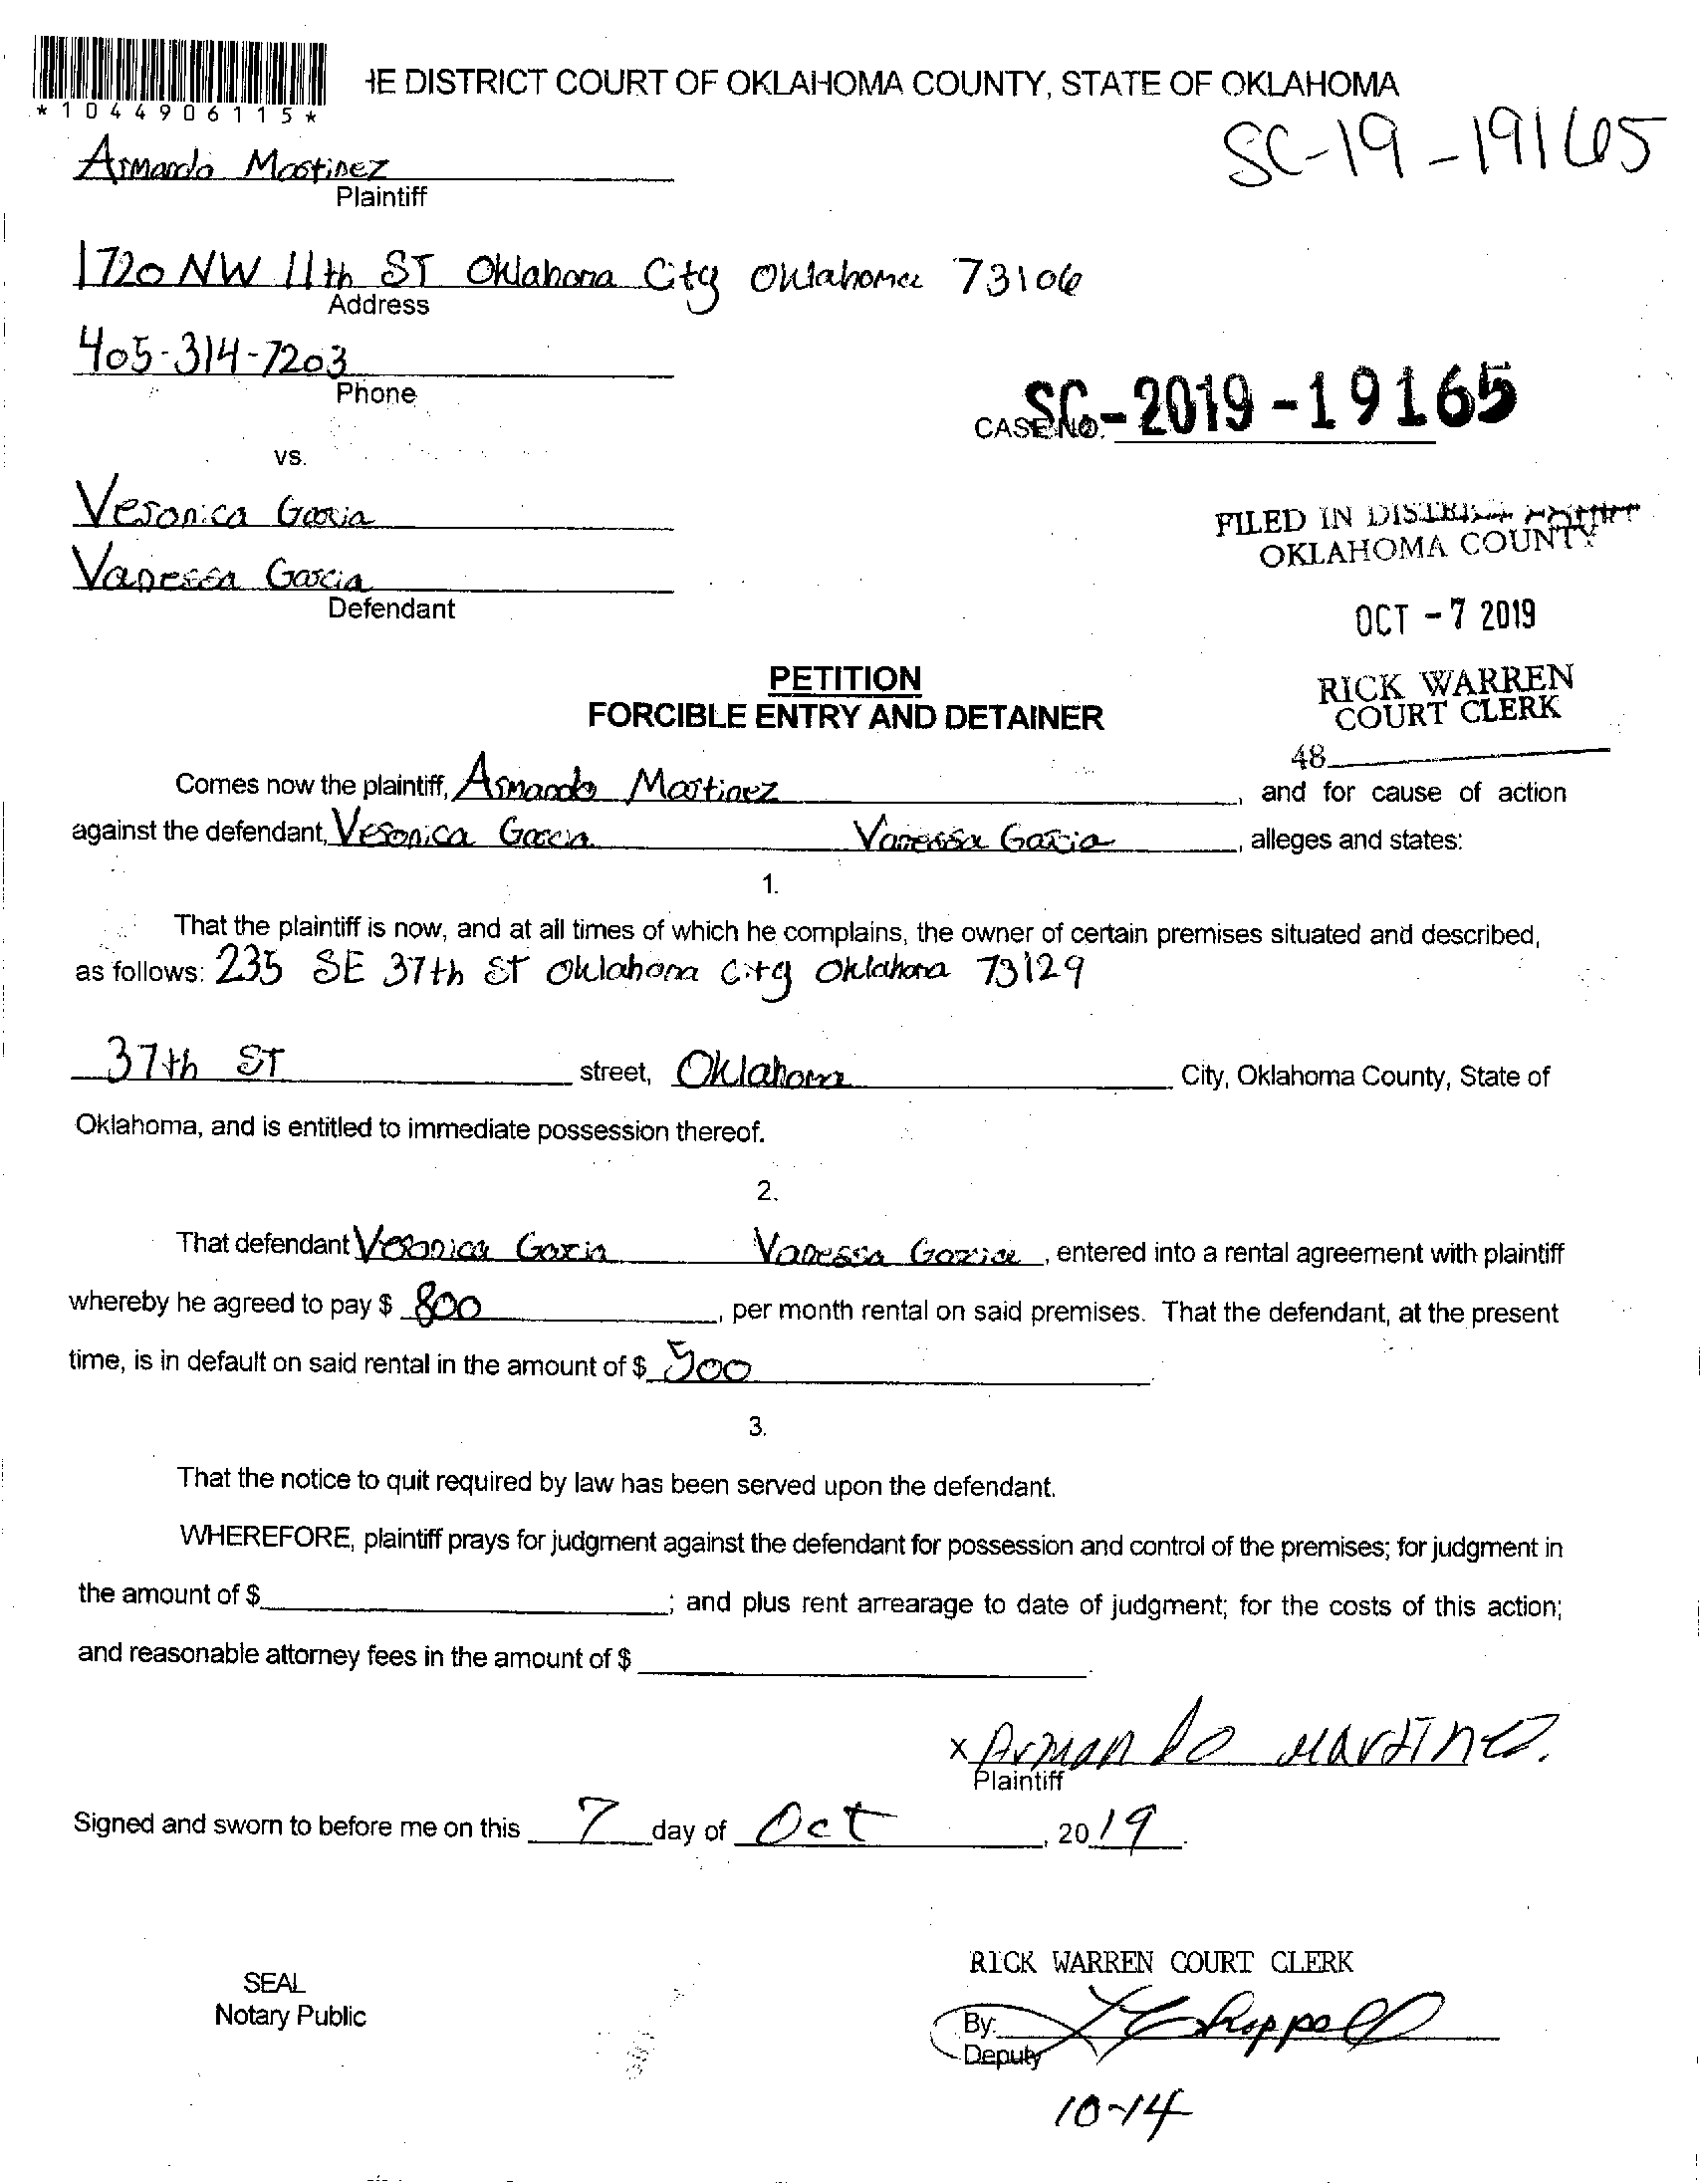 *1044906115*
HE DISTRICT COURT OF OKLAHOMA COUNTY, STATE OF OKLAHOMA
SC-19-19165
Armando Martinez
Plaintiff
1720 NW 11th ST Oklahoma City Oklahoma 73106
Address
405-314-7203
Phone
CASE No. SC-2019-19165
vs.
Veronica Garcia
Vanessa Garcia
Defendant
FILED IN DISTRICT COURT
OKLAHOMA COUNTY
OCT - 7 2019
RICK WARREN
COURT CLERK
48
PETITION
FORCIBLE ENTRY AND DETAINER
Comes now the plaintiff, Armando Martinez, and for cause of action
against the defendant, Veronica Garcia Vanessa Garcia, alleges and states:
1.
That the plaintiff is now, and at all times of which he complains, the owner of certain premises situated and described,
as follows: 235 SE 37th St Oklahoma City Oklahoma 73129
37th ST street, Oklahoma City, Oklahoma County, State of
Oklahoma, and is entitled to immediate possession thereof.
2.
That defendant Veronica Garcia Vanessa Garcia, entered into a rental agreement with plaintiff
whereby he agreed to pay $ 800, per month rental on said premises. That the defendant, at the present
time, is in default on said rental in the amount of $ 500.
3.
That the notice to quit required by law has been served upon the defendant.
WHEREFORE, plaintiff prays for judgment against the defendant for possession and control of the premises; for judgment in
the amount of $ ; and plus rent arrearage to date of judgment; for the costs of this action;
and reasonable attorney fees in the amount of $ .
x Armando Martinez.
Plaintiff
Signed and sworn to before me on this 7 day of Oct, 2019.
SEAL
Notary Public
RICK WARREN COURT CLERK
By:
Deputy
10-14